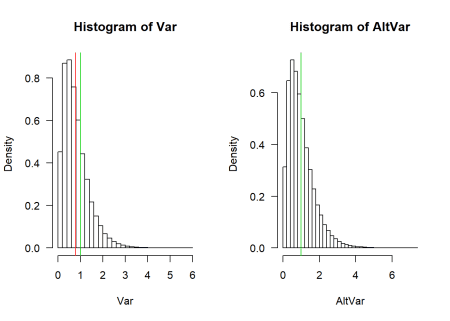 Histogram of Var
Density
0.0 0.2 0.4 0.6 0.8
0 1 2 3 4 5 6
Var
Histogram of AltVar
Density
0.0 0.2 0.4 0.6
0 2 4 6
AltVar